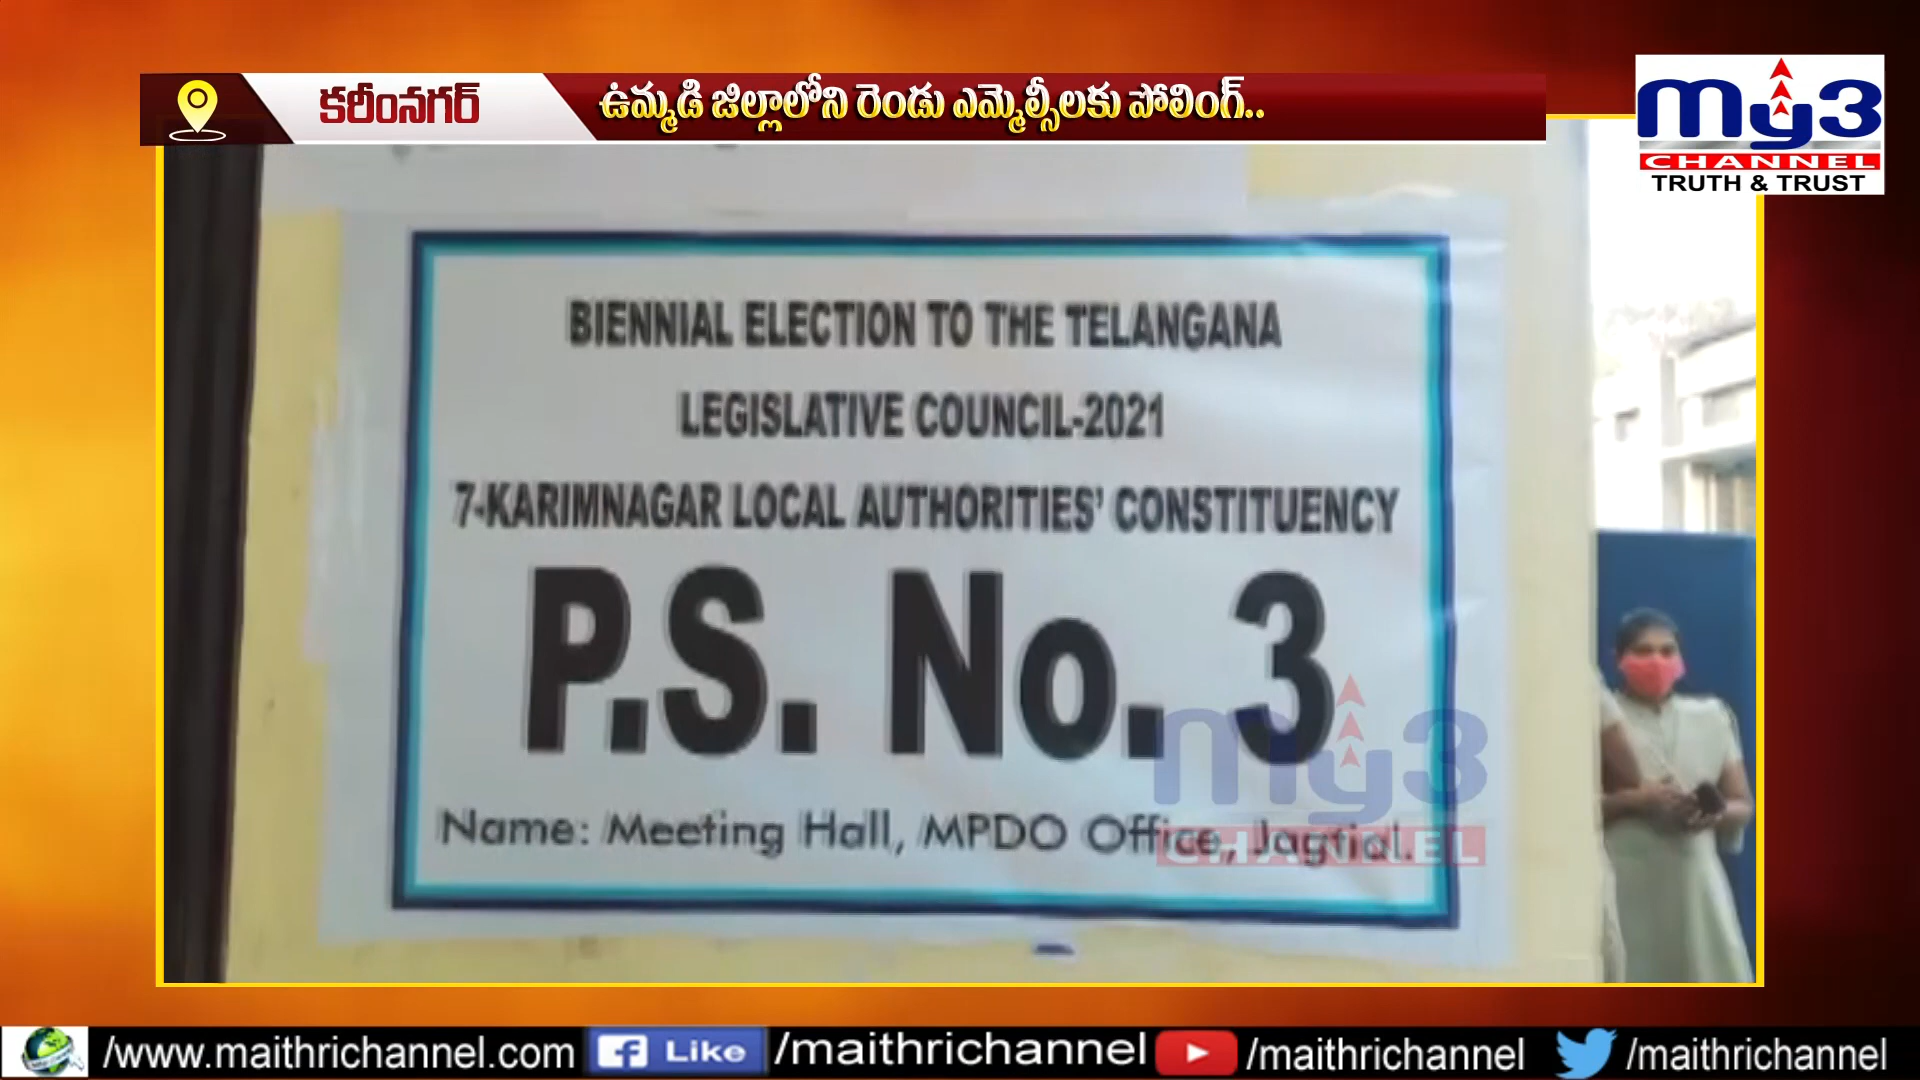 కరీంనగర్
ఉమ్మడి జిల్లాలోని రెండు ఎమ్మెల్సీలకు పోలింగ్..
my3
CHANNEL
TRUTH & TRUST
BIENNIAL ELECTION TO THE TELANGANA
LEGISLATIVE COUNCIL-2021
7-KARIMNAGAR LOCAL AUTHORITIES' CONSTITUENCY
P.S. No. 3
Name: Meeting Hall, MPDO Office, Jagtial.
my3
CHANNEL
/www.maithrichannel.com
Like
/maithrichannel
/maithrichannel
/maithrichannel